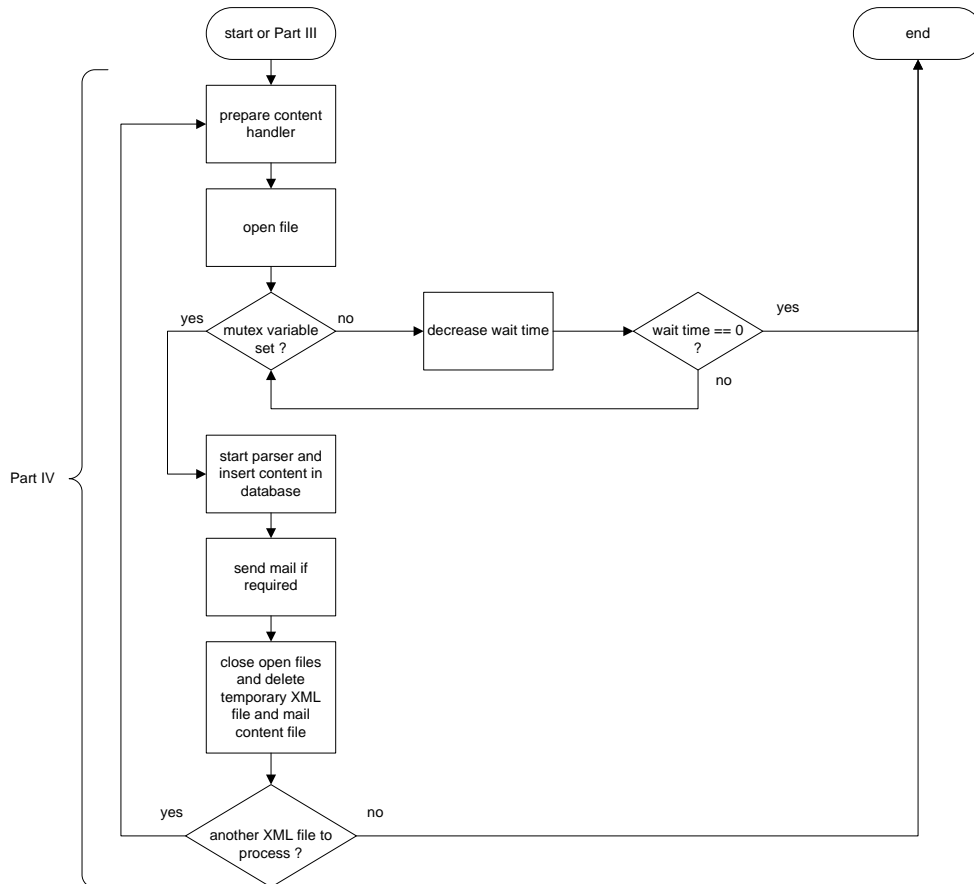 start or Part III
end
prepare content
handler
open file
yes
mutex variable
set ?
no
decrease wait time
wait time == 0
?
yes
no
start parser and
insert content in
database
Part IV
send mail if
required
close open files
and delete
temporary XML
file and mail
content file
yes
another XML file to
process ?
no